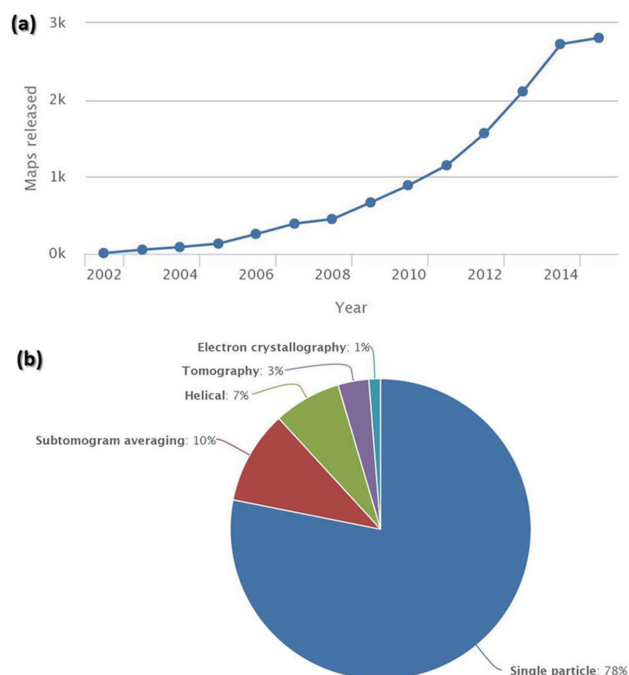 (a)
3k
2k
1k
0k
Maps released
2002 2004 2006 2008 2010 2012 2014
Year
(b)
Electron crystallography: 1%
Tomography: 3%
Helical: 7%
Subtomogram averaging: 10%
Single particle: 78%